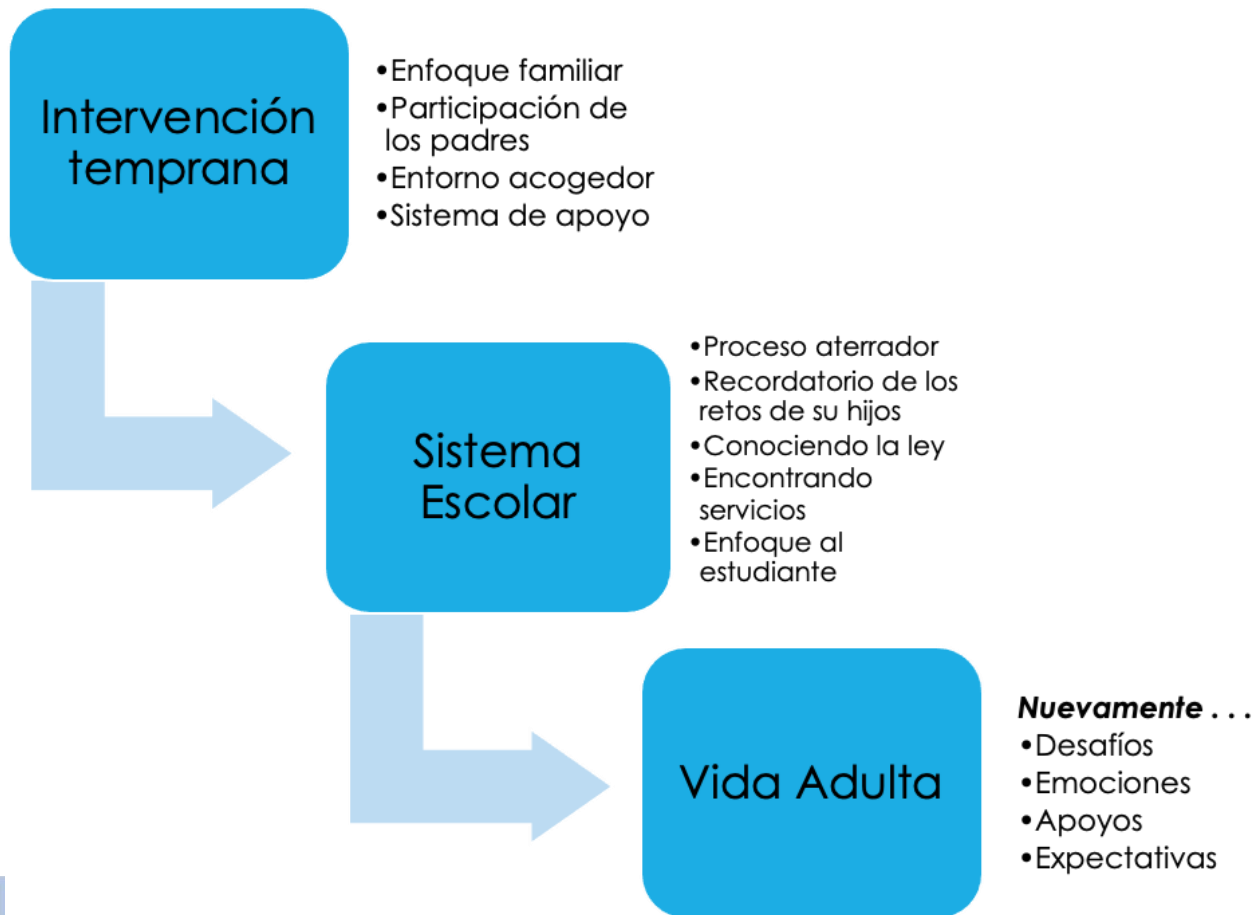 Intervención
temprana
•Enfoque familiar
•Participación de
los padres
•Entorno acogedor
•Sistema de apoyo
Sistema
Escolar
•Proceso aterrador
•Recordatorio de los
retos de su hijos
•Conociendo la ley
•Encontrando
servicios
•Enfoque al
estudiante
Vida Adulta
Nuevamente . . .
•Desafíos
•Emociones
•Apoyos
•Expectativas